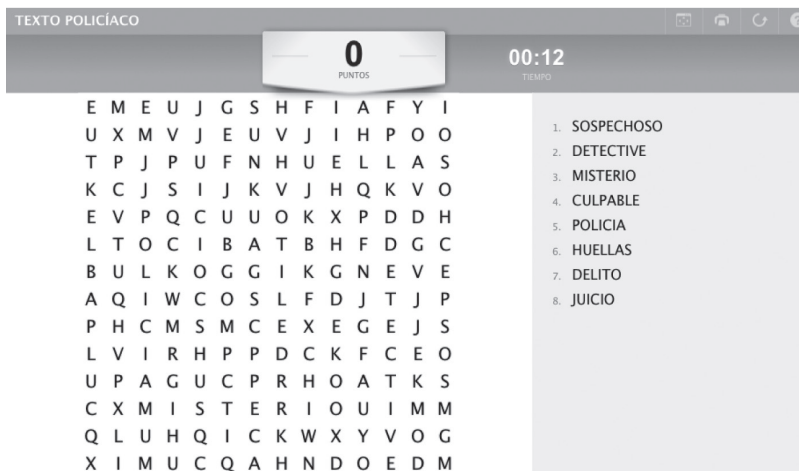 TEXTO POLICÍACO
0
PUNTOS
00:12
TIEMPO
E M E U J G S H F I A F Y I
U X M V J E U V J I H P O O
T P J P U F N H U E L L A S
K C J S I J K V J H Q K V O
E V P Q C U U O K X P D D H
L T O C I B A T B H F D G C
B U L K O G G I K G N E V E
A Q I W C O S L F D J T J P
P H C M S M C E X E G E J S
L V I R H P P D C K F C E O
U P A G U C P R H O A T K S
C X M I S T E R I O U I M M
Q L U H Q I C K W X Y V O G
X I M U C Q A H N D O E D M
1. SOSPECHOSO
2. DETECTIVE
3. MISTERIO
4. CULPABLE
5. POLICIA
6. HUELLAS
7. DELITO
8. JUICIO